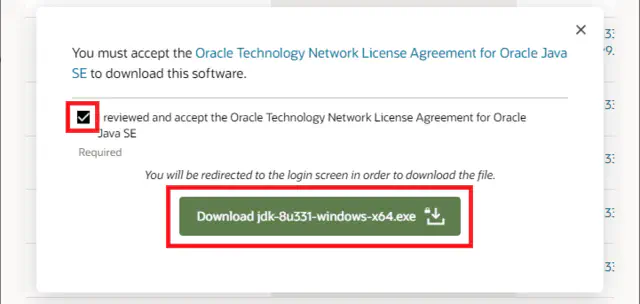 You must accept the Oracle Technology Network License Agreement for Oracle Java
SE to download this software.
reviewed and accept the Oracle Technology Network License Agreement for Oracle
Java SE
Required
You will be redirected to the login screen in order to download the file.
Download jdk-8u331-windows-x64.exe